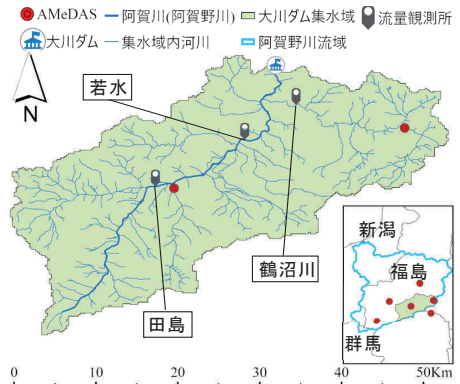 AMeDAS 阿賀川(阿賀野川) 大川ダム集水域 流量観測所
大川ダム 集水域内河川 阿賀野川流域
N
若水
鶴沼川
田島
新潟
福島
群馬
0 10 20 30 40 50Km